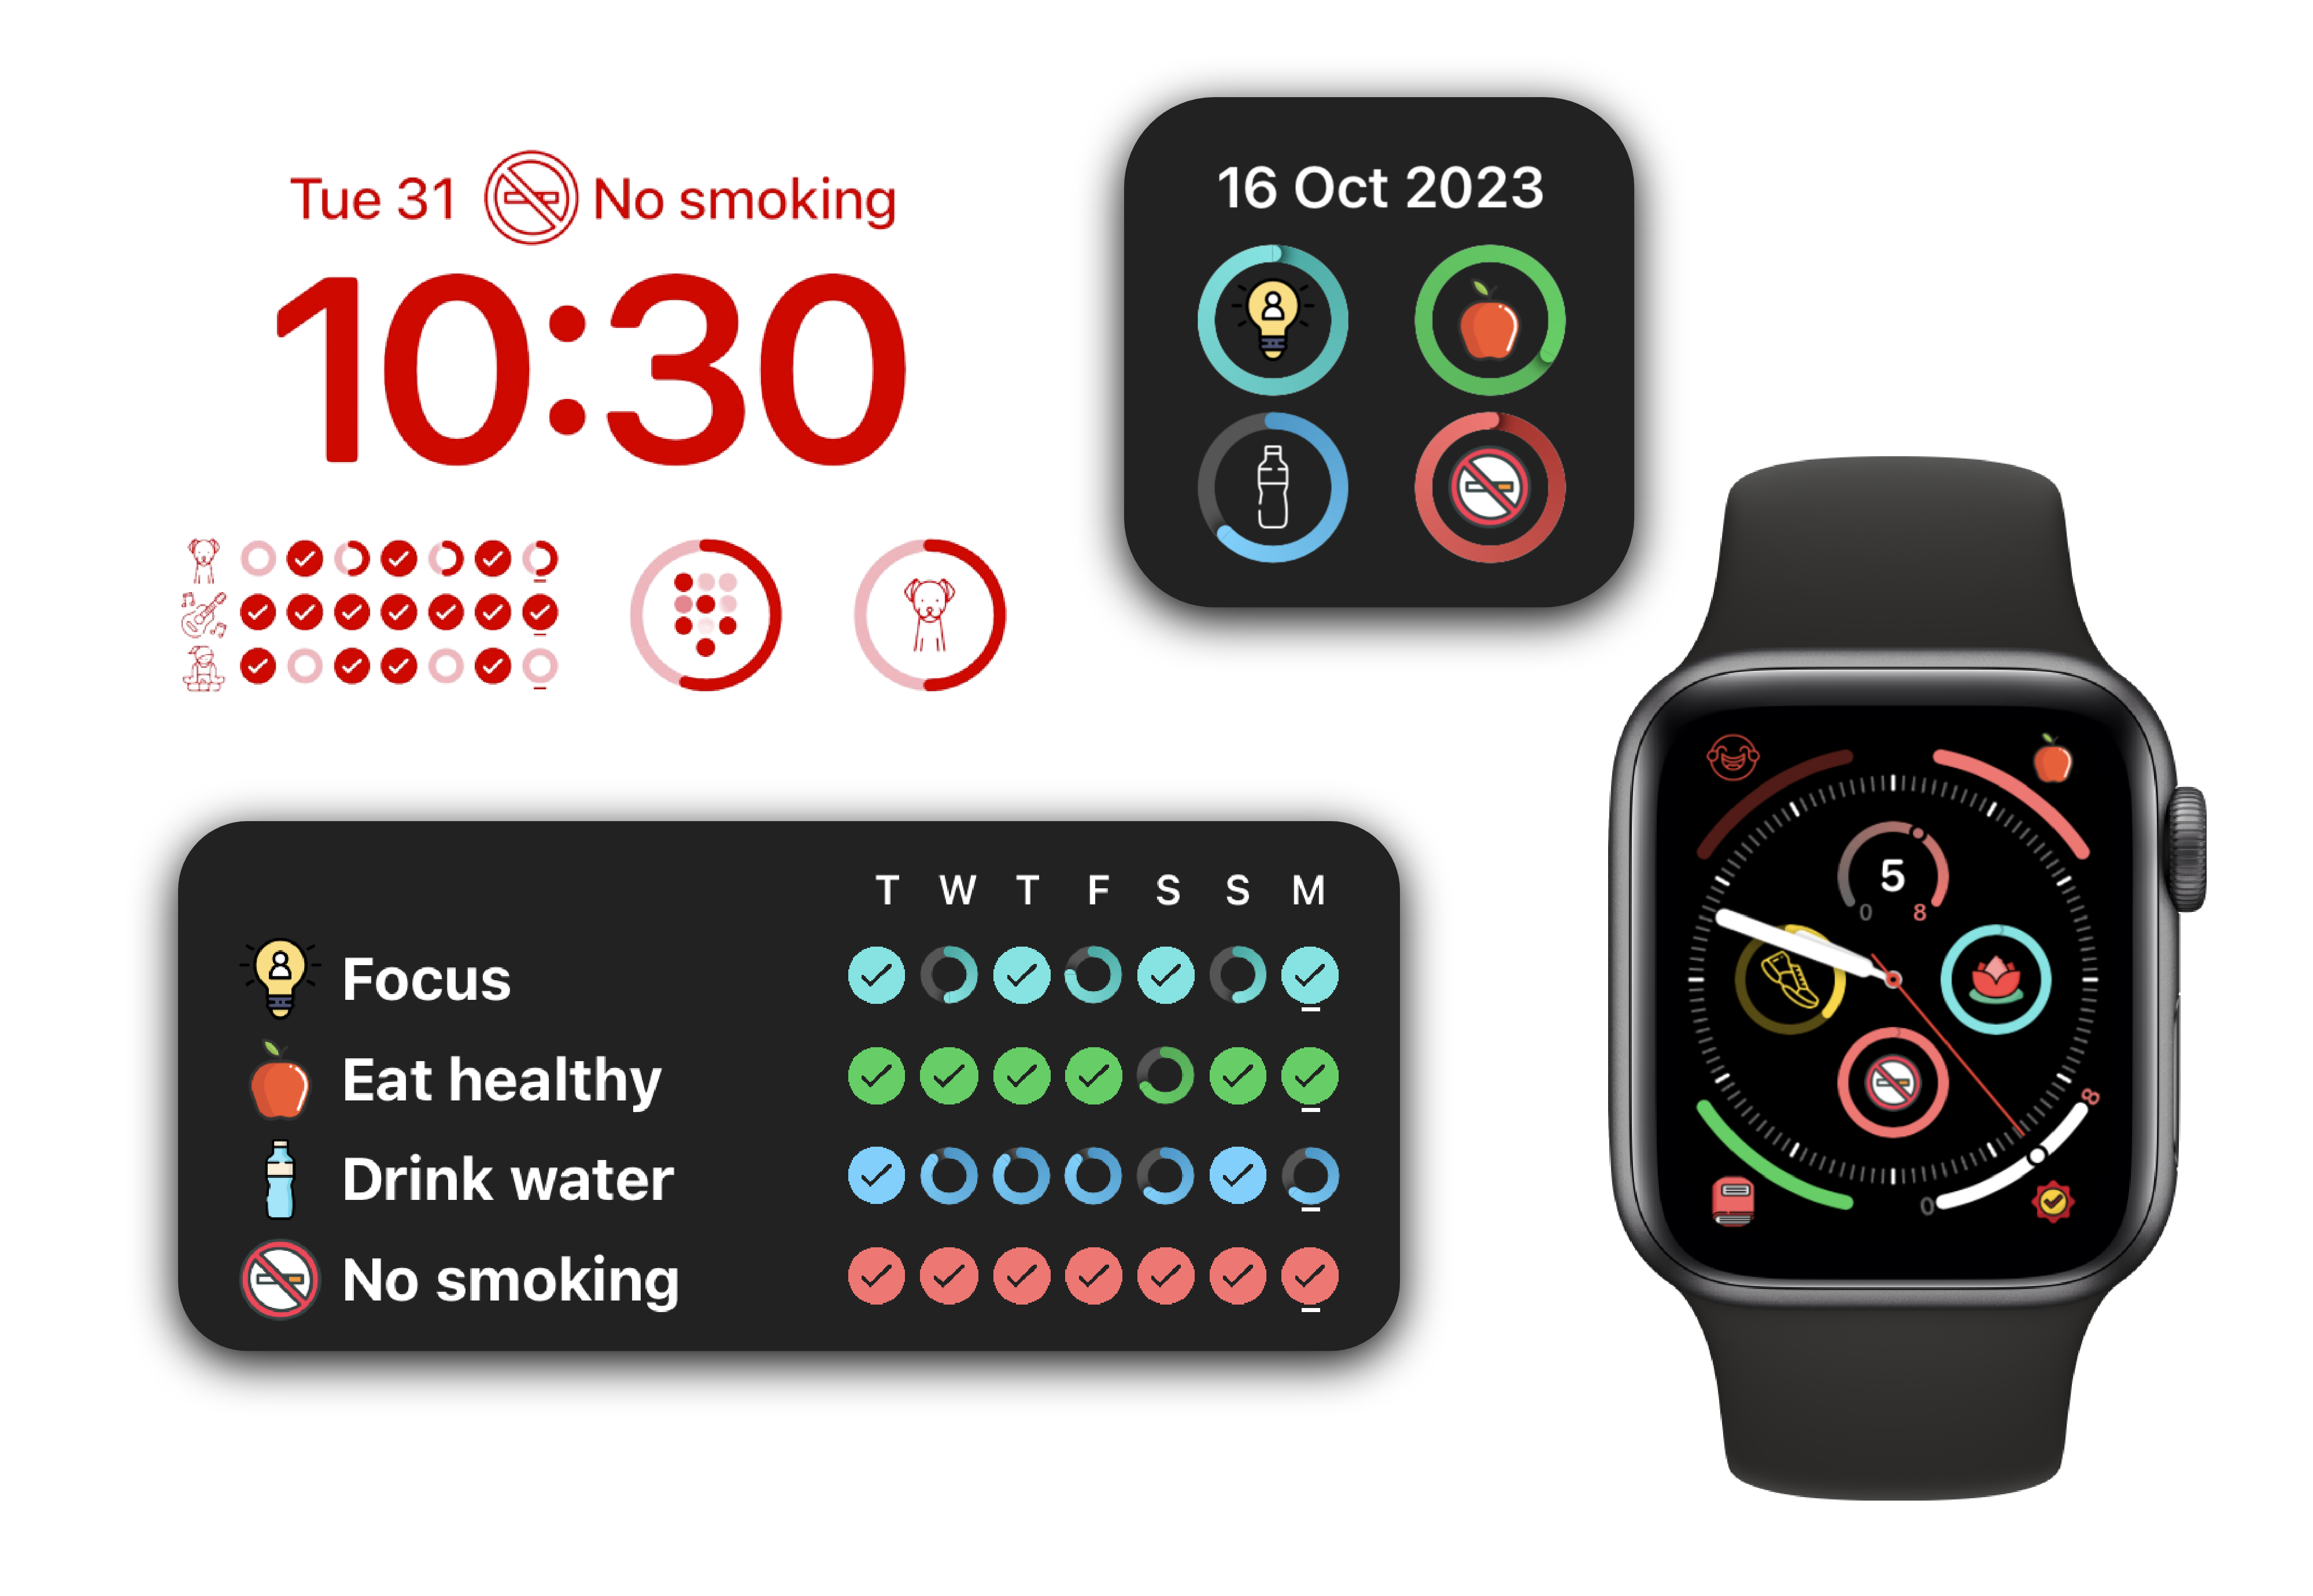 Tue 31 No smoking
10:30
16 Oct 2023
T W T F S S M
Focus
Eat healthy
Drink water
No smoking
5
0 8
8
0